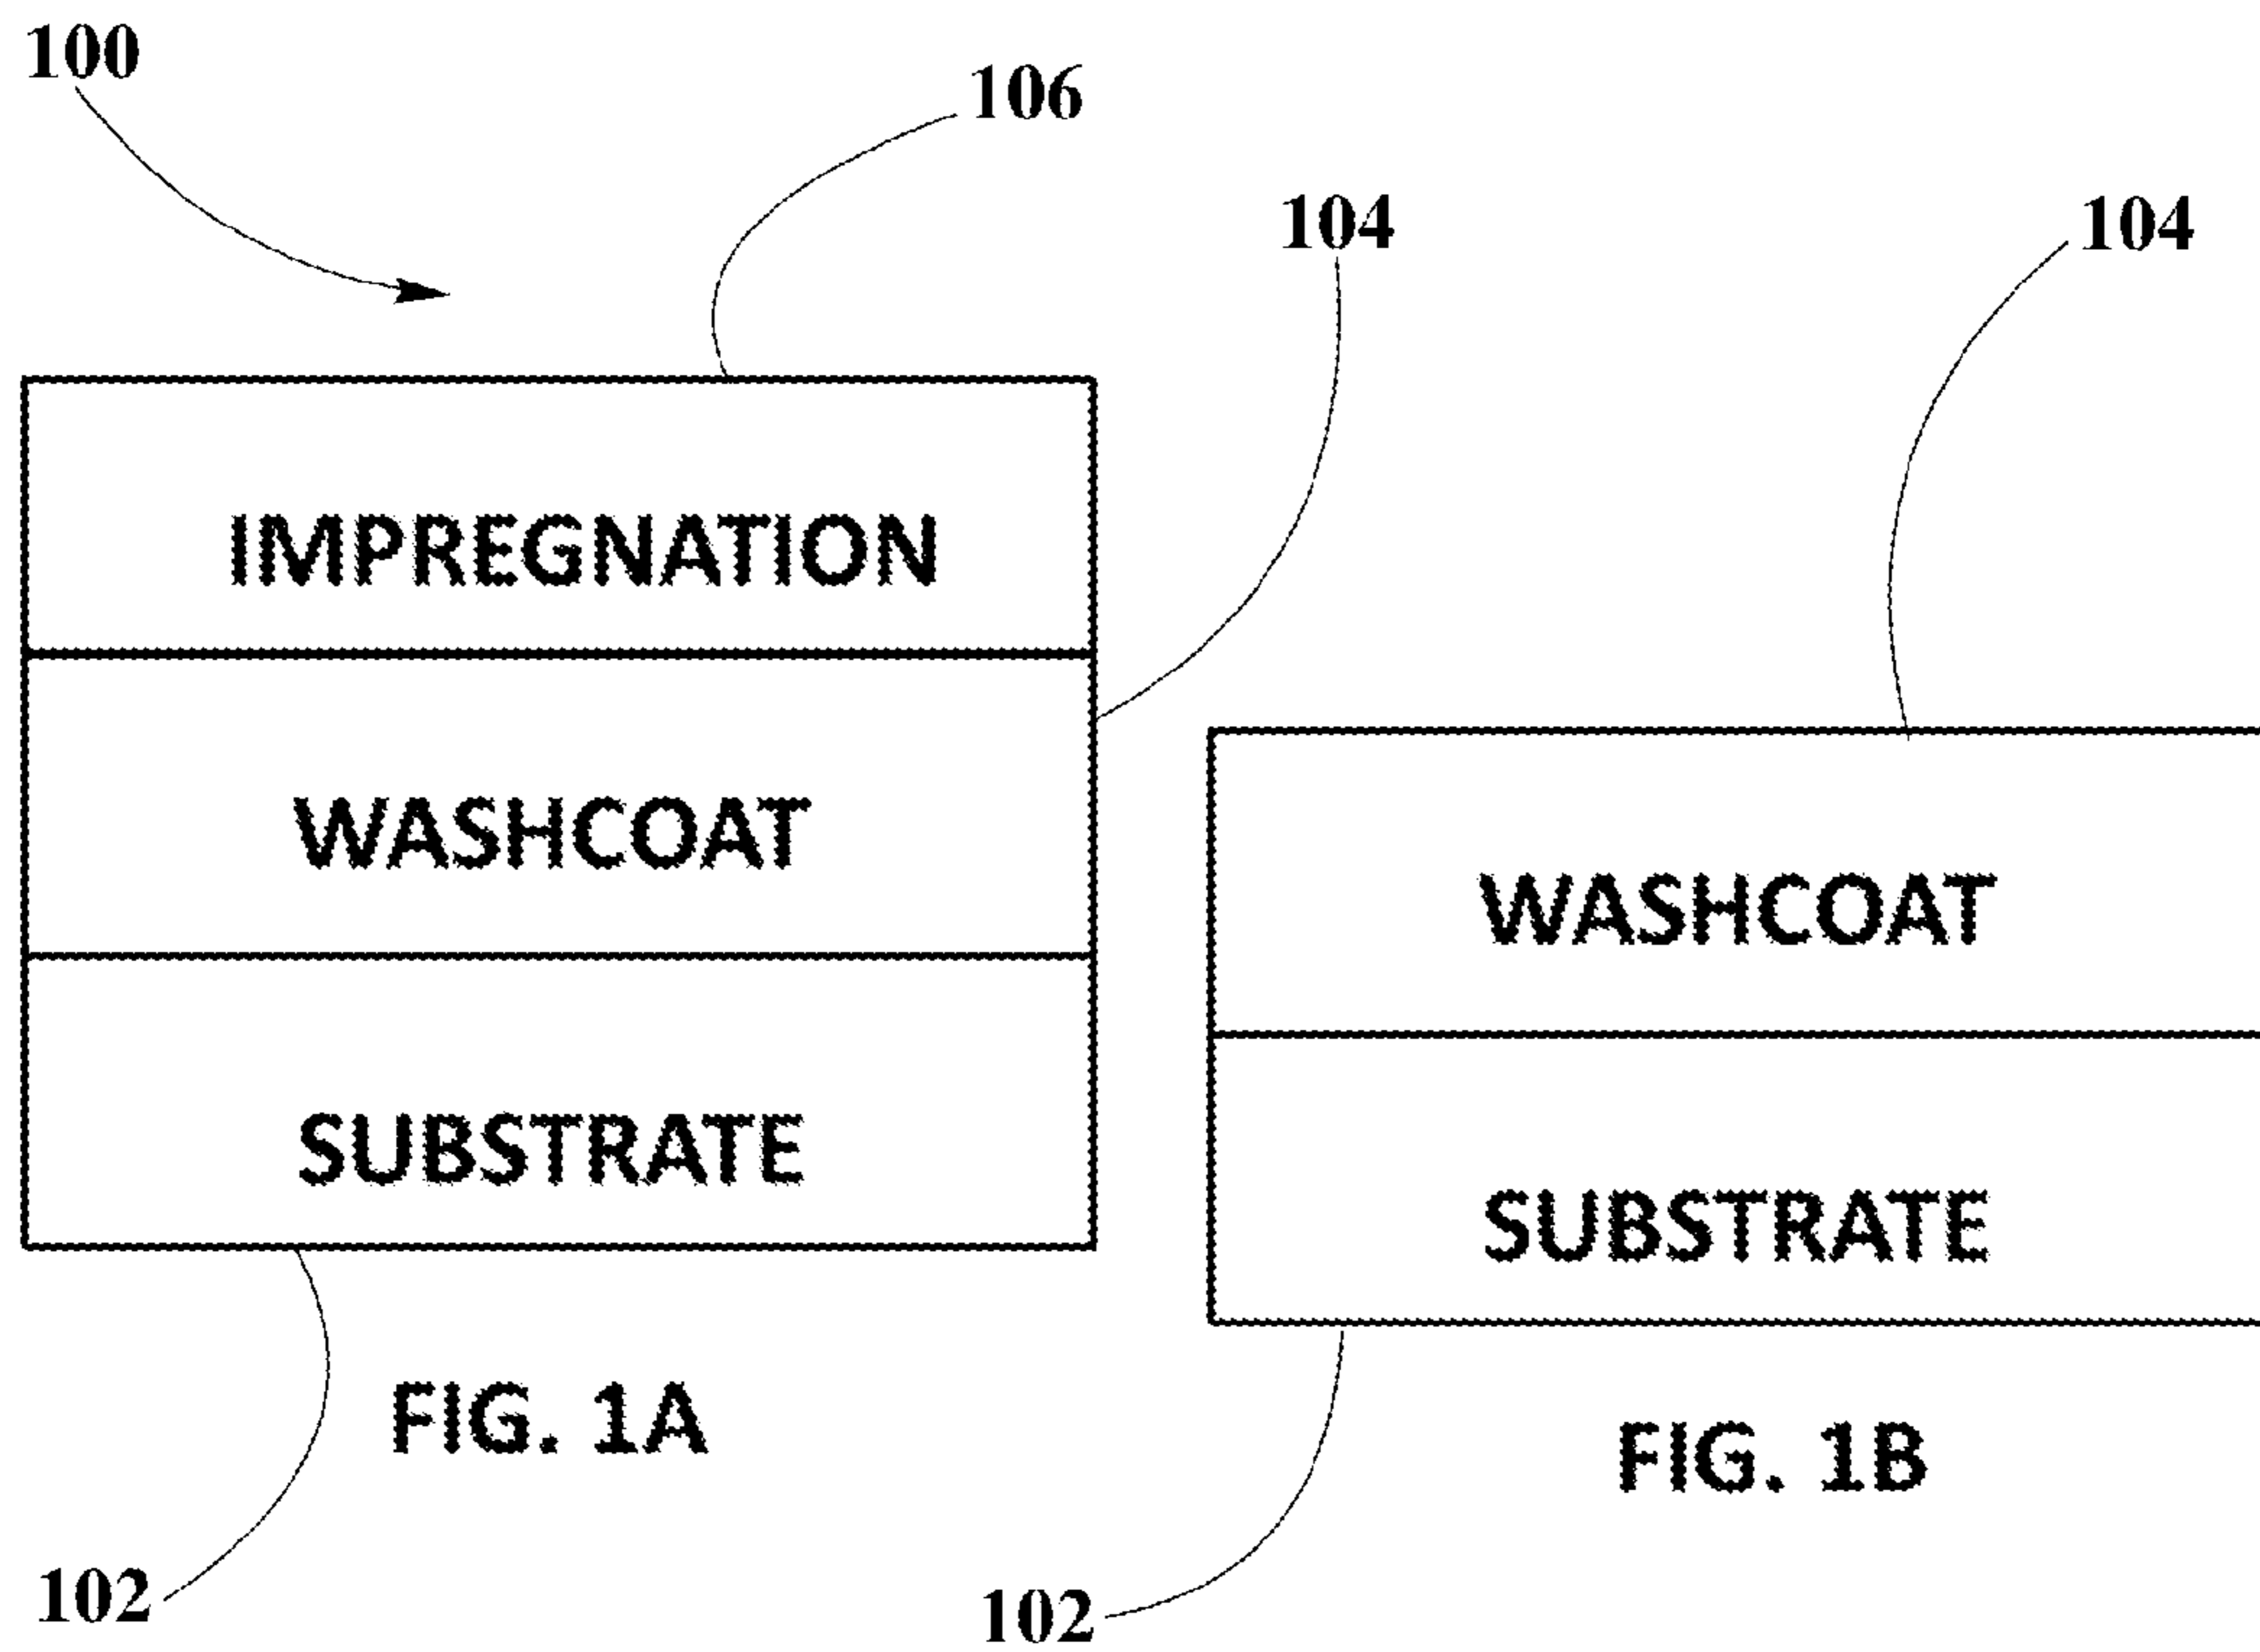 100
106
104
104
IMPREGNATION
WASHCOAT
SUBSTRATE
FIG. 1A
102
WASHCOAT
SUBSTRATE
FIG. 1B
102